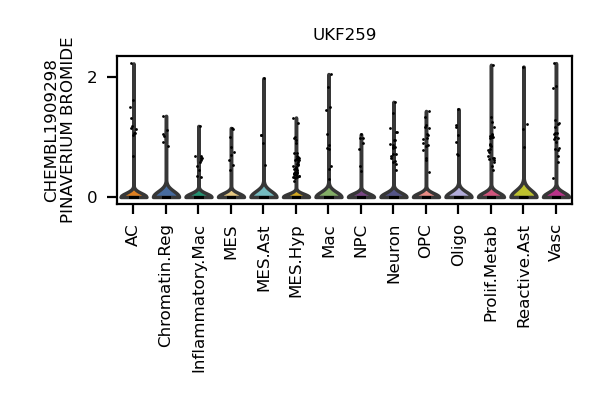 UKF259
CHEMBL1909298
PINAVERIUM BROMIDE
2
0
AC
Chromatin.Reg
Inflammatory.Mac
MES
MES.Ast
MES.Hyp
Mac
NPC
Neuron
OPC
Oligo
Prolif.Metab
Reactive.Ast
Vasc